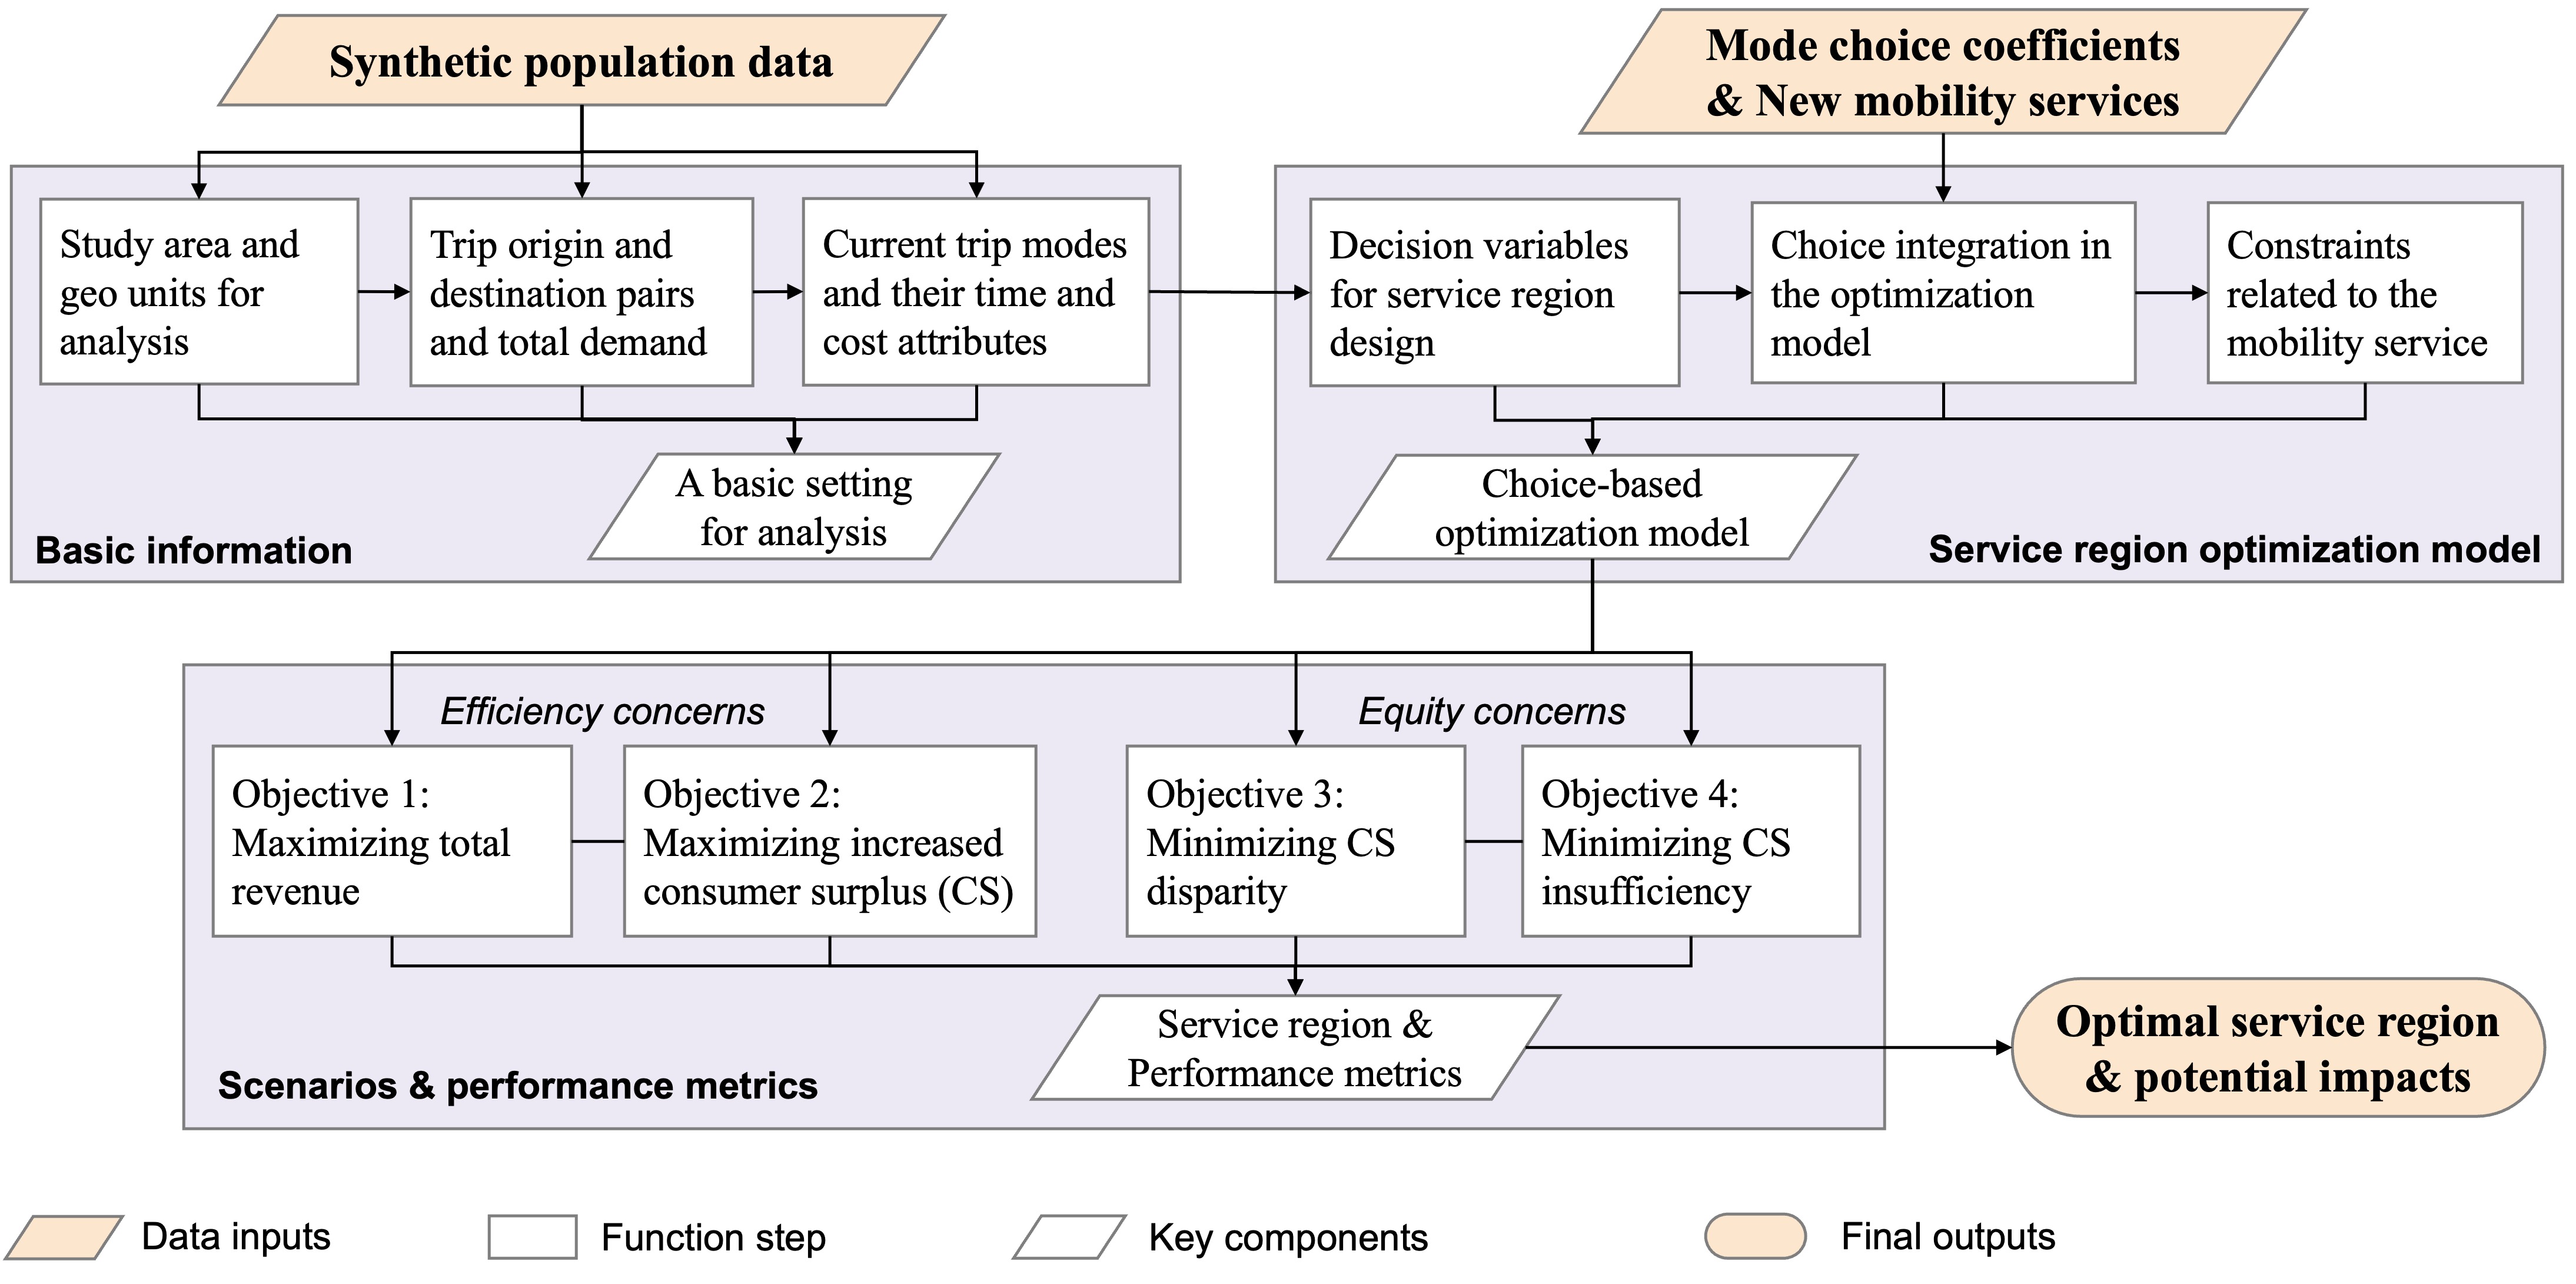 Synthetic population data
Mode choice coefficients
& New mobility services
Study area and
geo units for
analysis
Trip origin and
destination pairs
and total demand
Current trip modes
and their time and
cost attributes
A basic setting
for analysis
Basic information
Decision variables
for service region
design
Choice integration in
the optimization
model
Constraints
related to the
mobility service
Choice-based
optimization model
Service region optimization model
Efficiency concerns
Equity concerns
Objective 1:
Maximizing total
revenue
Objective 2:
Maximizing increased
consumer surplus (CS)
Objective 3:
Minimizing CS
disparity
Objective 4:
Minimizing CS
insufficiency
Service region &
Performance metrics
Scenarios & performance metrics
Optimal service region
& potential impacts
Data inputs
Function step
Key components
Final outputs